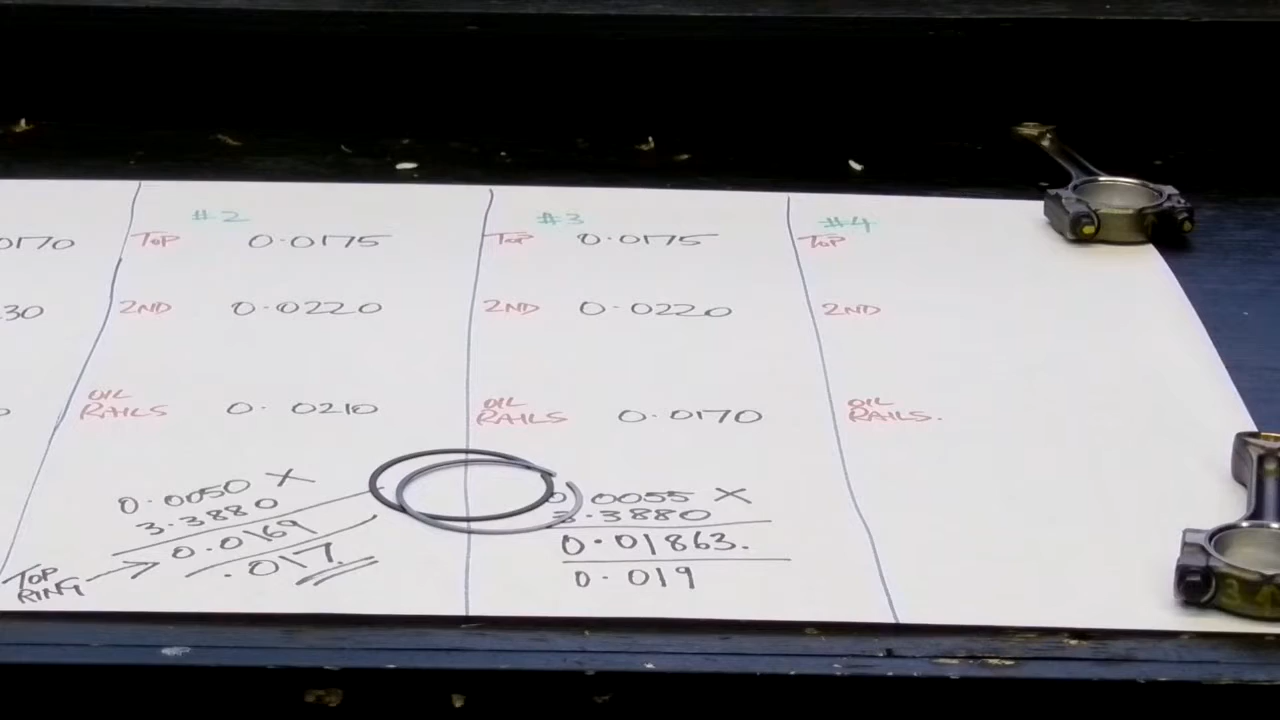 0170
30
#2
TOP 0.0175
2ND 0.0220
OIL
RAILS 0. 0210
0.0050 X
3.3880
0.0169
.017.
TOP
RING
#3
TOP 0.0175
2ND 0.0220
OIL
RAILS 0.0170
0.0055 X
3.3880
0.01863.
0.019
#4
TOP
2ND
OIL
RAILS.